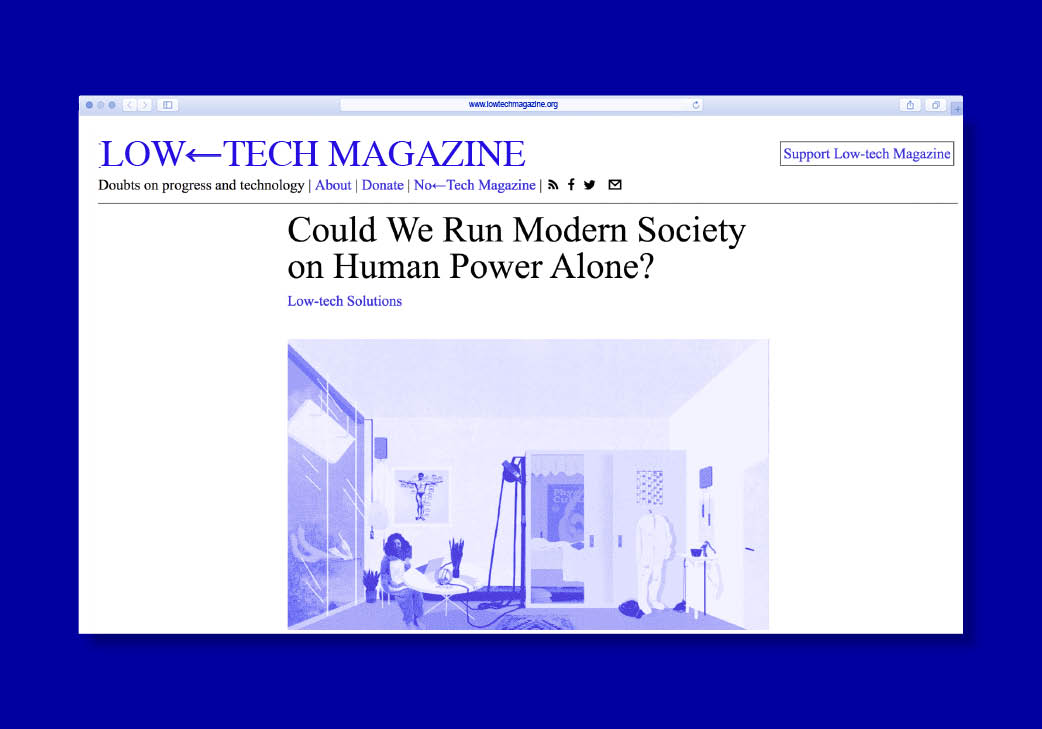 www.lowtechmagazine.org
LOW←TECH MAGAZINE
Support Low-tech Magazine
Doubts on progress and technology | About | Donate | No←Tech Magazine |
Could We Run Modern Society
on Human Power Alone?
Low-tech Solutions